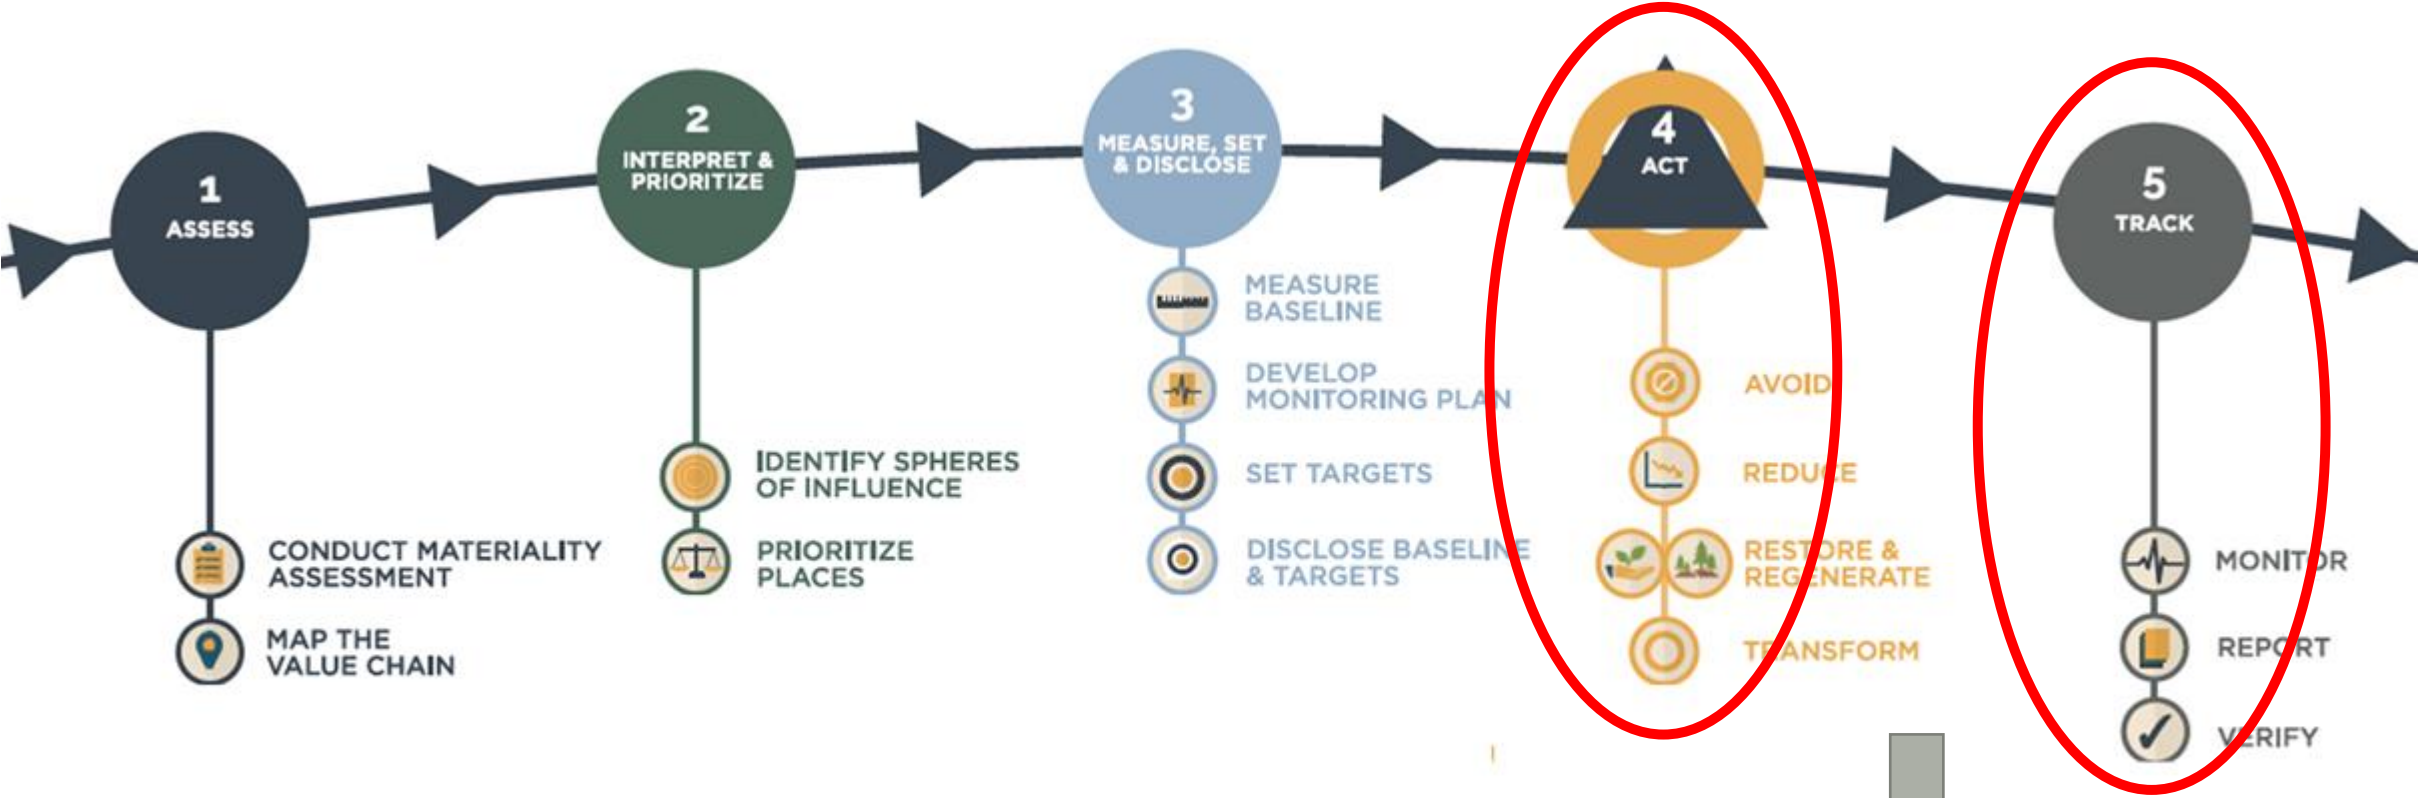 1
ASSESS
CONDUCT MATERIALITY
ASSESSMENT
MAP THE
VALUE CHAIN
2
INTERPRET &
PRIORITIZE
IDENTIFY SPHERES
OF INFLUENCE
PRIORITIZE
PLACES
3
MEASURE, SET
& DISCLOSE
MEASURE
BASELINE
DEVELOP
MONITORING PLAN
SET TARGETS
DISCLOSE BASELINE
& TARGETS
4
ACT
AVOID
REDUCE
RESTORE &
REGENERATE
TRANSFORM
5
TRACK
MONITOR
REPORT
VERIFY